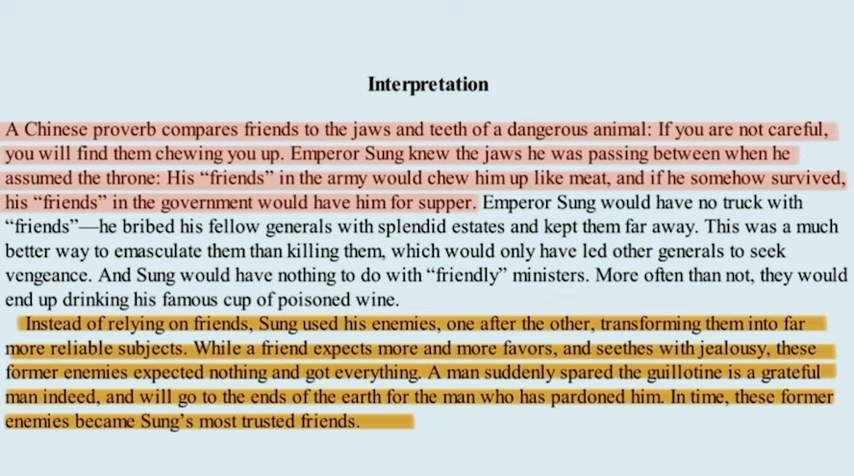 Interpretation
A Chinese proverb compares friends to the jaws and teeth of a dangerous animal: If you are not careful,
you will find them chewing you up. Emperor Sung knew the jaws he was passing between when he
assumed the throne: His “friends” in the army would chew him up like meat, and if he somehow survived,
his “friends” in the government would have him for supper. Emperor Sung would have no truck with
“friends”—he bribed his fellow generals with splendid estates and kept them far away. This was a much
better way to emasculate them than killing them, which would only have led other generals to seek
vengeance. And Sung would have nothing to do with “friendly” ministers. More often than not, they would
end up drinking his famous cup of poisoned wine.
Instead of relying on friends, Sung used his enemies, one after the other, transforming them into far
more reliable subjects. While a friend expects more and more favors, and seethes with jealousy, these
former enemies expected nothing and got everything. A man suddenly spared the guillotine is a grateful
man indeed, and will go to the ends of the earth for the man who has pardoned him. In time, these former
enemies became Sung’s most trusted friends.